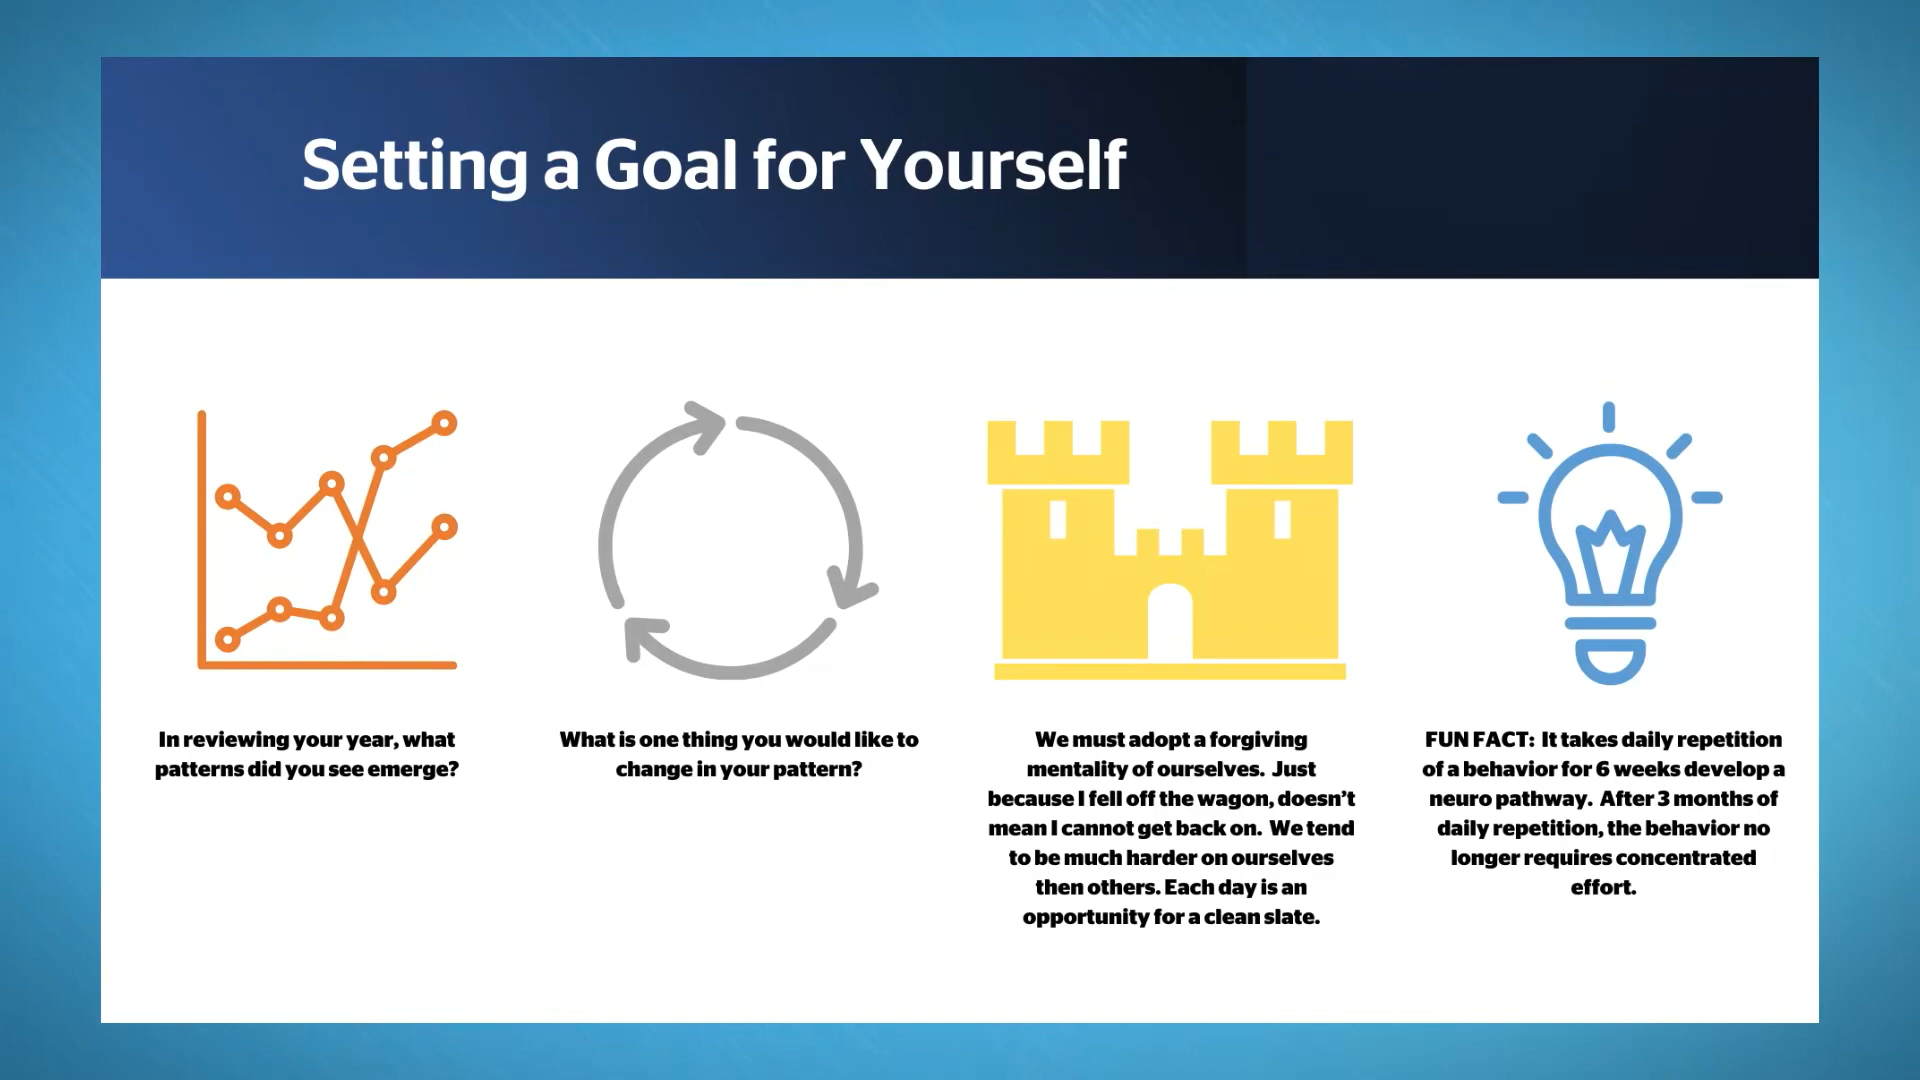 Setting a Goal for Yourself
In reviewing your year, what
patterns did you see emerge?
What is one thing you would like to
change in your pattern?
We must adopt a forgiving
mentality of ourselves.  Just
because I fell off the wagon, doesn't
mean I cannot get back on.  We tend
to be much harder on ourselves
then others. Each day is an
opportunity for a clean slate.
FUN FACT:  It takes daily repetition
of a behavior for 6 weeks develop a
neuro pathway.  After 3 months of
daily repetition, the behavior no
longer requires concentrated
effort.